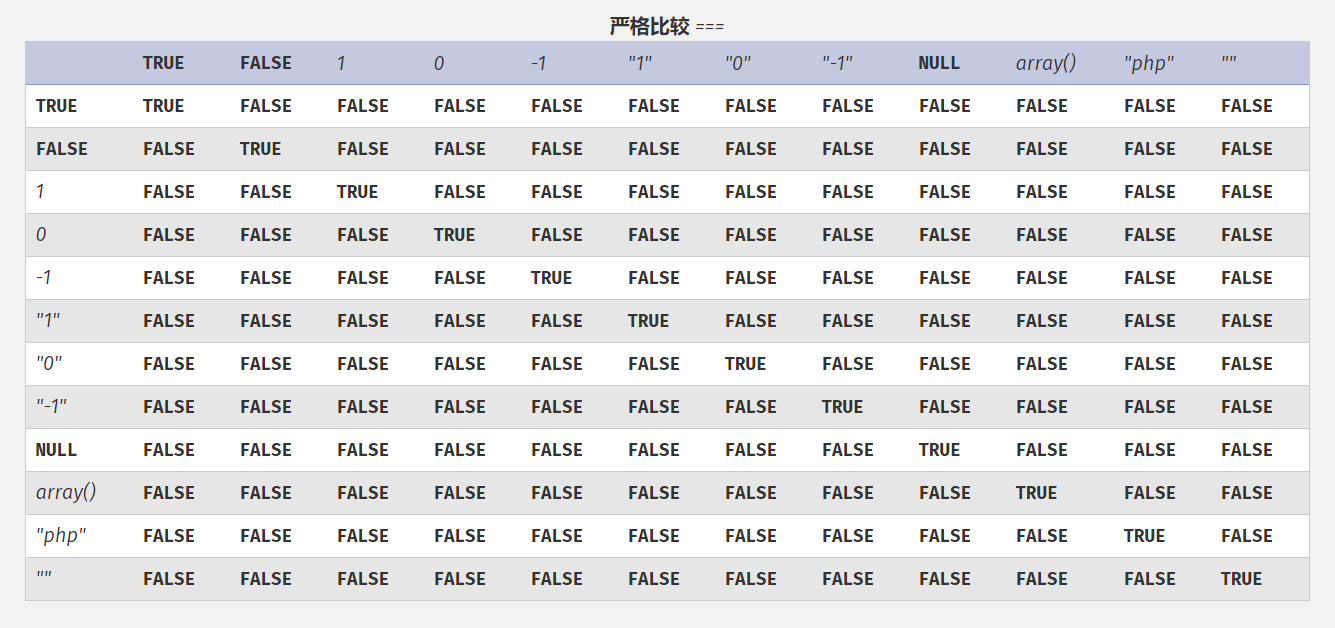 严格比较 ===
TRUE FALSE 1 0 -1 "1" "0" "-1" NULL array() "php" ""
TRUE TRUE FALSE FALSE FALSE FALSE FALSE FALSE FALSE FALSE FALSE FALSE FALSE
FALSE FALSE TRUE FALSE FALSE FALSE FALSE FALSE FALSE FALSE FALSE FALSE FALSE
1 FALSE FALSE TRUE FALSE FALSE FALSE FALSE FALSE FALSE FALSE FALSE FALSE
0 FALSE FALSE FALSE TRUE FALSE FALSE FALSE FALSE FALSE FALSE FALSE FALSE
-1 FALSE FALSE FALSE FALSE TRUE FALSE FALSE FALSE FALSE FALSE FALSE FALSE
"1" FALSE FALSE FALSE FALSE FALSE TRUE FALSE FALSE FALSE FALSE FALSE FALSE
"0" FALSE FALSE FALSE FALSE FALSE FALSE TRUE FALSE FALSE FALSE FALSE FALSE
"-1" FALSE FALSE FALSE FALSE FALSE FALSE FALSE TRUE FALSE FALSE FALSE FALSE
NULL FALSE FALSE FALSE FALSE FALSE FALSE FALSE FALSE TRUE FALSE FALSE FALSE
array() FALSE FALSE FALSE FALSE FALSE FALSE FALSE FALSE FALSE TRUE FALSE FALSE
"php" FALSE FALSE FALSE FALSE FALSE FALSE FALSE FALSE FALSE FALSE TRUE FALSE
"" FALSE FALSE FALSE FALSE FALSE FALSE FALSE FALSE FALSE FALSE FALSE TRUE